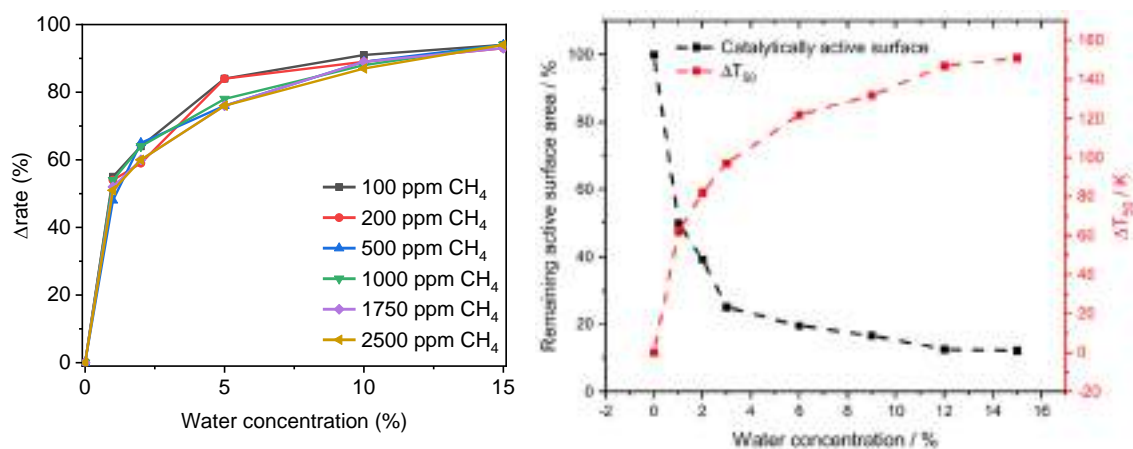 100
80
60
40
20
0
Δrate (%)
100 ppm CH4
200 ppm CH4
500 ppm CH4
1000 ppm CH4
1750 ppm CH4
2500 ppm CH4
0 5 10 15
Water concentration (%)
Catalytically active surface
ΔT50
100
80
60
40
20
0
Remaining active surface area / %
160
140
120
100
80
60
40
20
0
-20
ΔT50 / K
-2 0 2 4 6 8 10 12 14 16
Water concentration / %